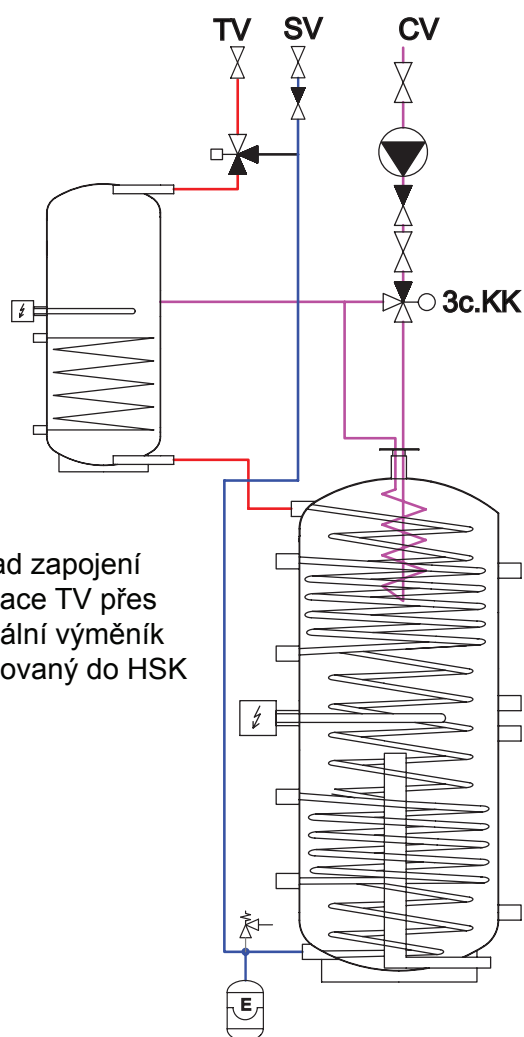 TV SV CV
3c.KK
ad zapojení
ace TV přes
ální výměník
ovaný do HSK
E